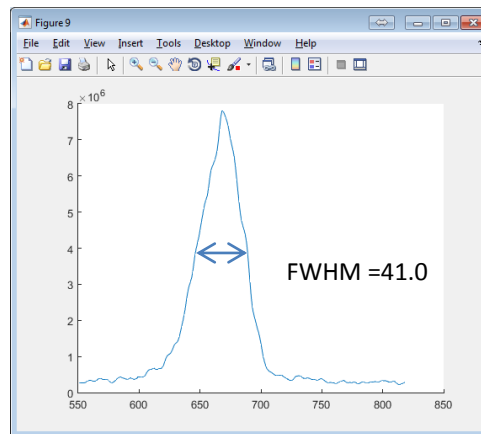 Figure 9
File Edit View Insert Tools Desktop Window Help
×10⁶
8
7
6
5
4
3
2
1
0
FWHM =41.0
550 600 650 700 750 800 850